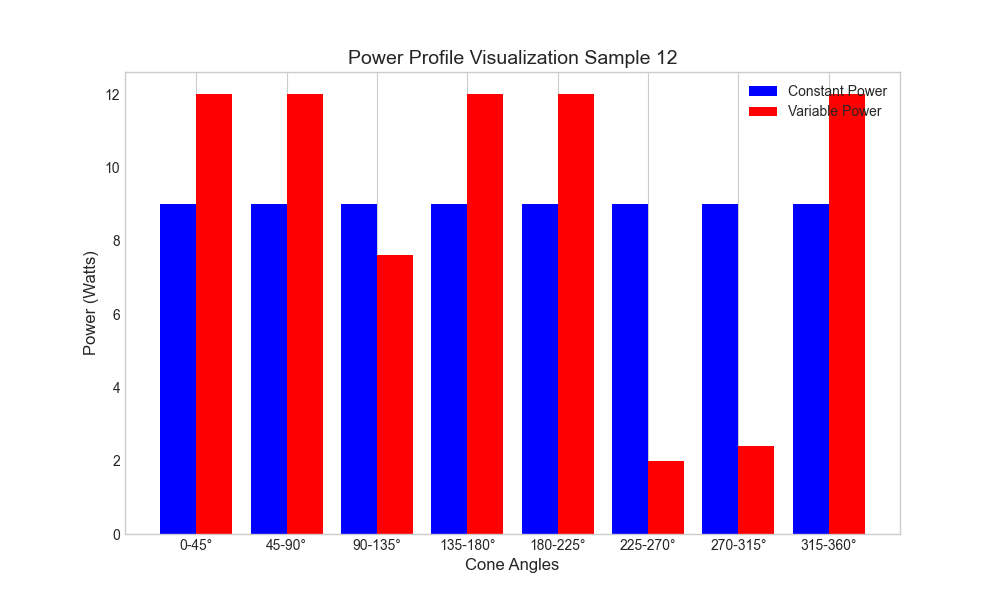 Power Profile Visualization Sample 12
Constant Power
Variable Power
Power (Watts)
12
10
8
6
4
2
0
0-45° 45-90° 90-135° 135-180° 180-225° 225-270° 270-315° 315-360°
Cone Angles